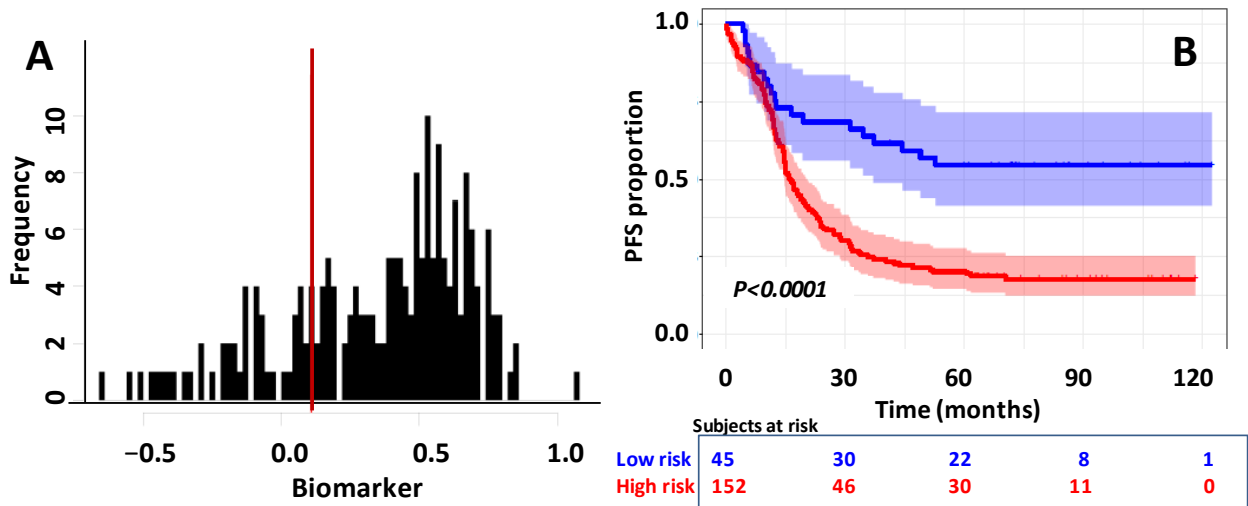 A
Frequency
0 2 4 6 8 10
−0.5 0.0 0.5 1.0
Biomarker
B
PFS proportion
1.0
0.5
0.0
P<0.0001
0 30 60 90 120
Time (months)
Subjects at risk
Low risk 45 30 22 8 1
High risk 152 46 30 11 0